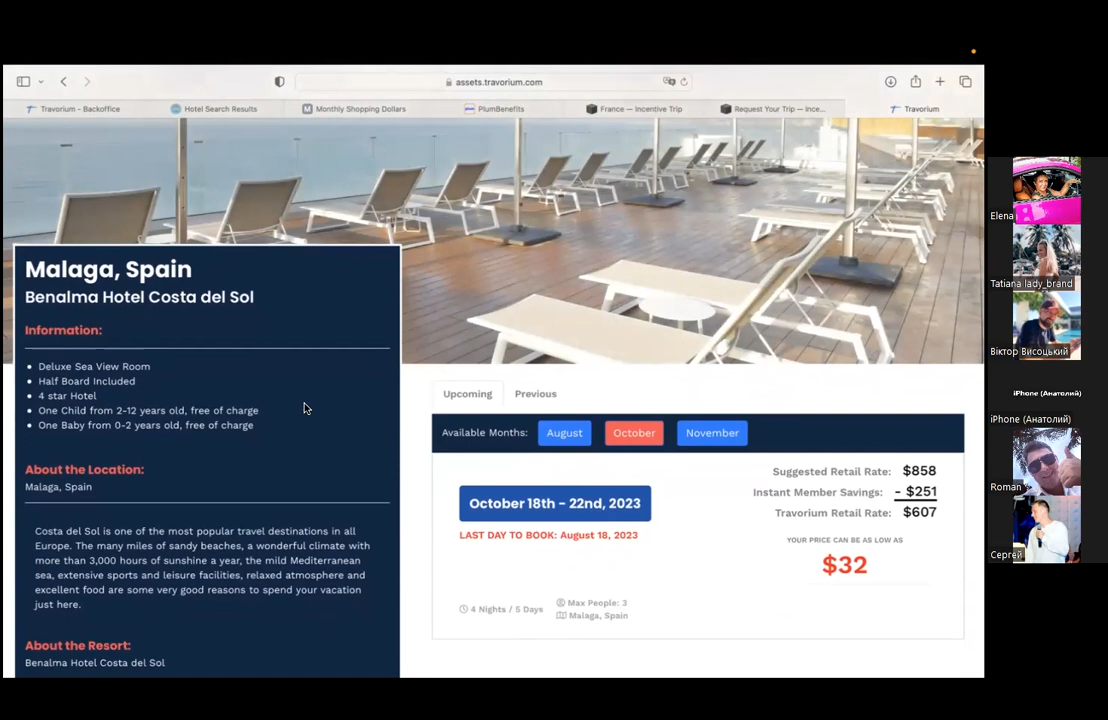 assets.travorium.com
Travorium - Backoffice
Hotel Search Results
Monthly Shopping Dollars
PlumBenefits
France — Incentive Trip
Request Your Trip — Ince...
Travorium
Malaga, Spain
Benalma Hotel Costa del Sol
Information:
Deluxe Sea View Room
Half Board Included
4 star Hotel
One Child from 2-12 years old, free of charge
One Baby from 0-2 years old, free of charge
About the Location:
Malaga, Spain
Costa del Sol is one of the most popular travel destinations in all
Europe. The many miles of sandy beaches, a wonderful climate with
more than 3,000 hours of sunshine a year, the mild Mediterranean
sea, extensive sports and leisure facilities, relaxed atmosphere and
excellent food are some very good reasons to spend your vacation
just here.
About the Resort:
Benalma Hotel Costa del Sol
Upcoming
Previous
Available Months:
August
October
November
October 18th - 22nd, 2023
LAST DAY TO BOOK: August 18, 2023
Suggested Retail Rate: $858
Instant Member Savings: - $251
Travorium Retail Rate: $607
YOUR PRICE CAN BE AS LOW AS
$32
4 Nights / 5 Days
Max People: 3
Malaga, Spain
Elena
Tatiana lady_brand
Віктор Висоцький
iPhone (Анатолий)
iPhone (Анатолий)
Roman
Сергей